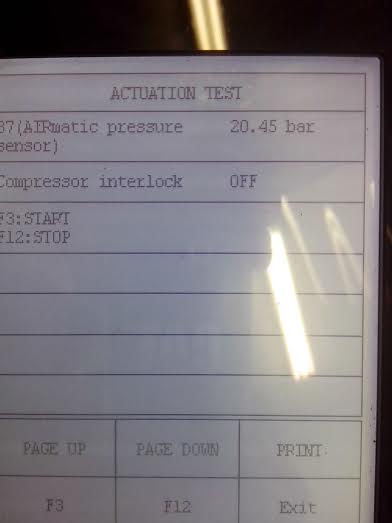 ACTUATION TEST
37(AIRmatic pressure 20.45 bar
sensor)
Compressor interlock OFF
F3:START
F12:STOP
PAGE UP PAGE DOWN PRINT
F3 F12 Exit